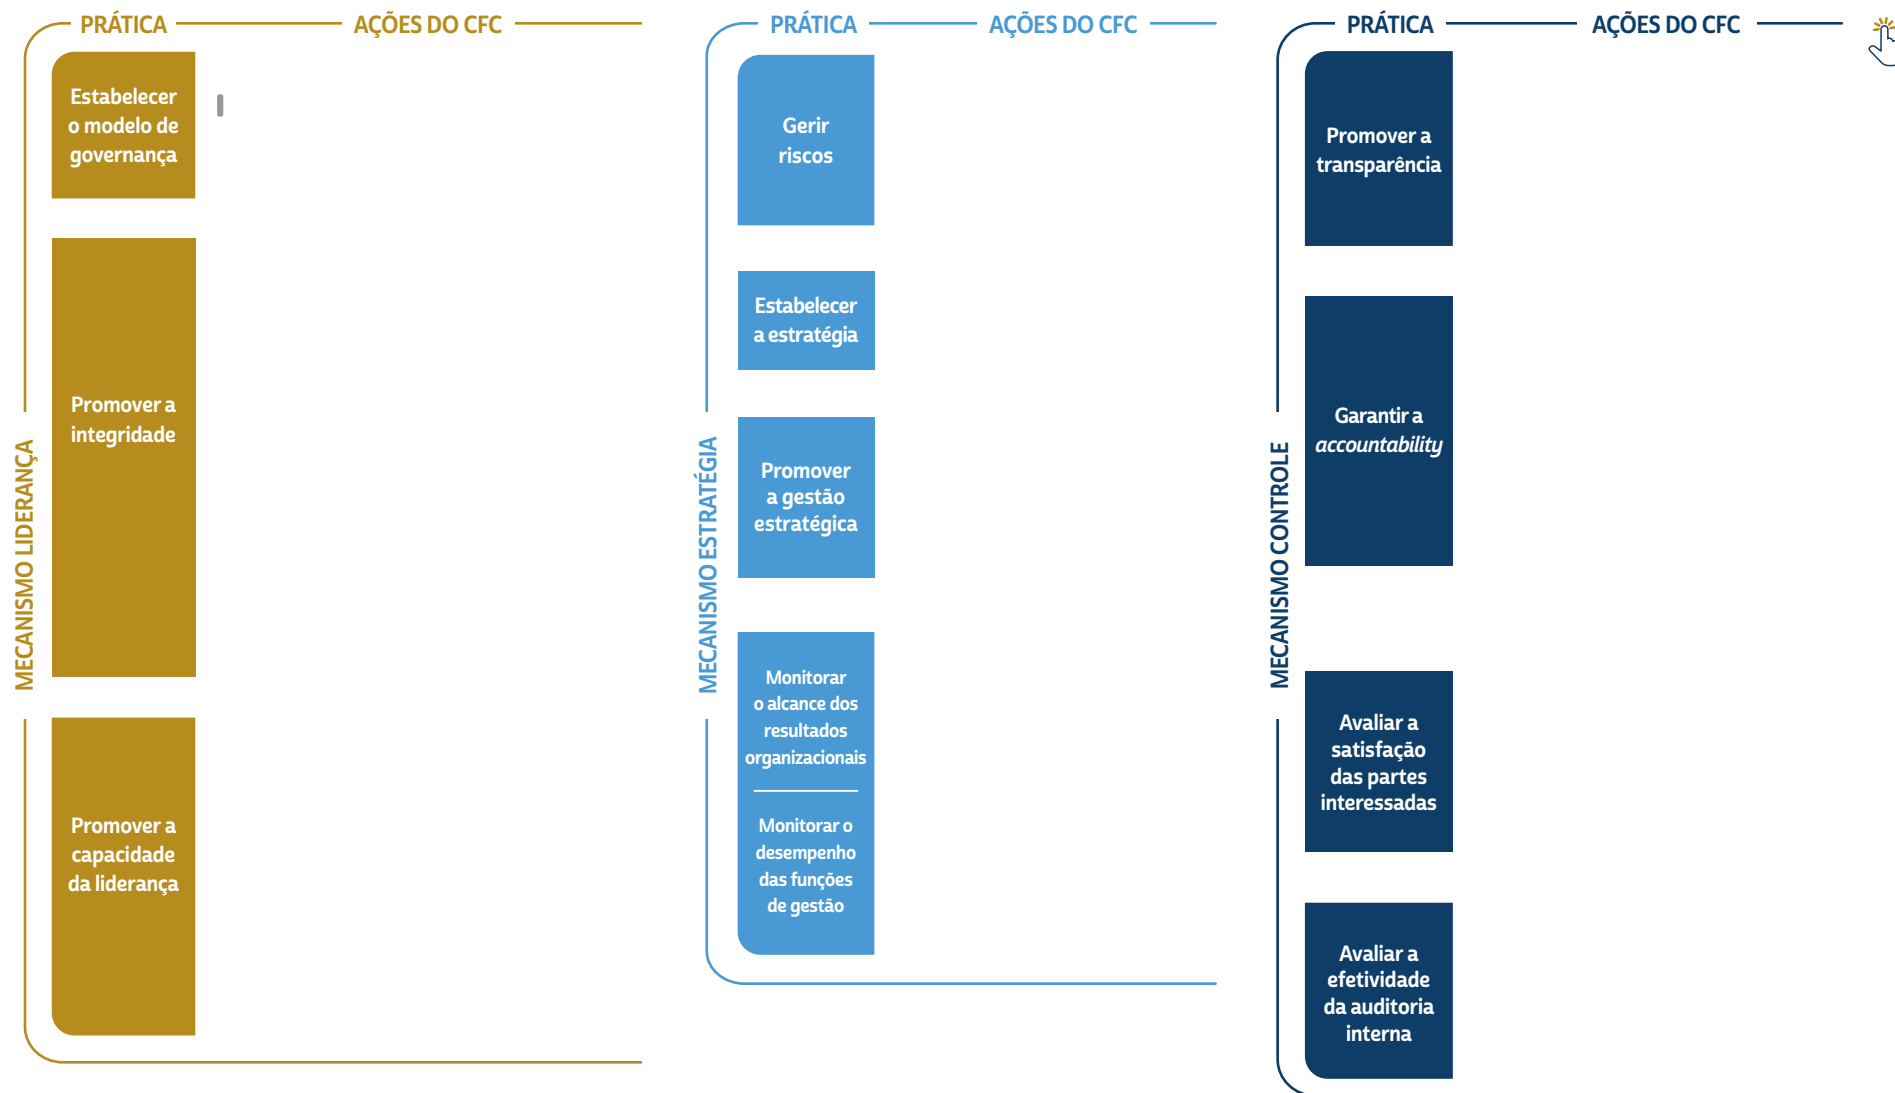 PRÁTICA
AÇÕES DO CFC
MECANISMO LIDERANÇA
Estabelecer
o modelo de
governança
Promover a
integridade
Promover a
capacidade
da liderança
PRÁTICA
AÇÕES DO CFC
MECANISMO ESTRATÉGIA
Gerir
riscos
Estabelecer
a estratégia
Promover
a gestão
estratégica
Monitorar
o alcance dos
resultados
organizacionais
Monitorar o
desempenho
das funções
de gestão
PRÁTICA
AÇÕES DO CFC
MECANISMO CONTROLE
Promover a
transparência
Garantir a
accountability
Avaliar a
satisfação
das partes
interessadas
Avaliar a
efetividade
da auditoria
interna